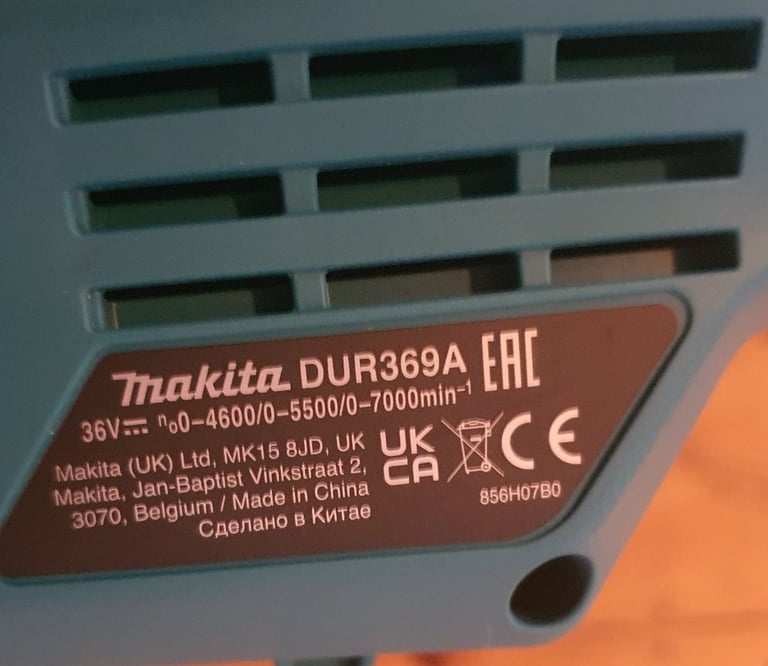 makita DUR369A EAC
36V⎓ n₀0-4600/0-5500/0-7000min⁻¹
Makita (UK) Ltd, MK15 8JD, UK
Makita, Jan-Baptist Vinkstraat 2,
3070, Belgium / Made in China
Сделано в Китае
UK
CA
CE
856H07B0